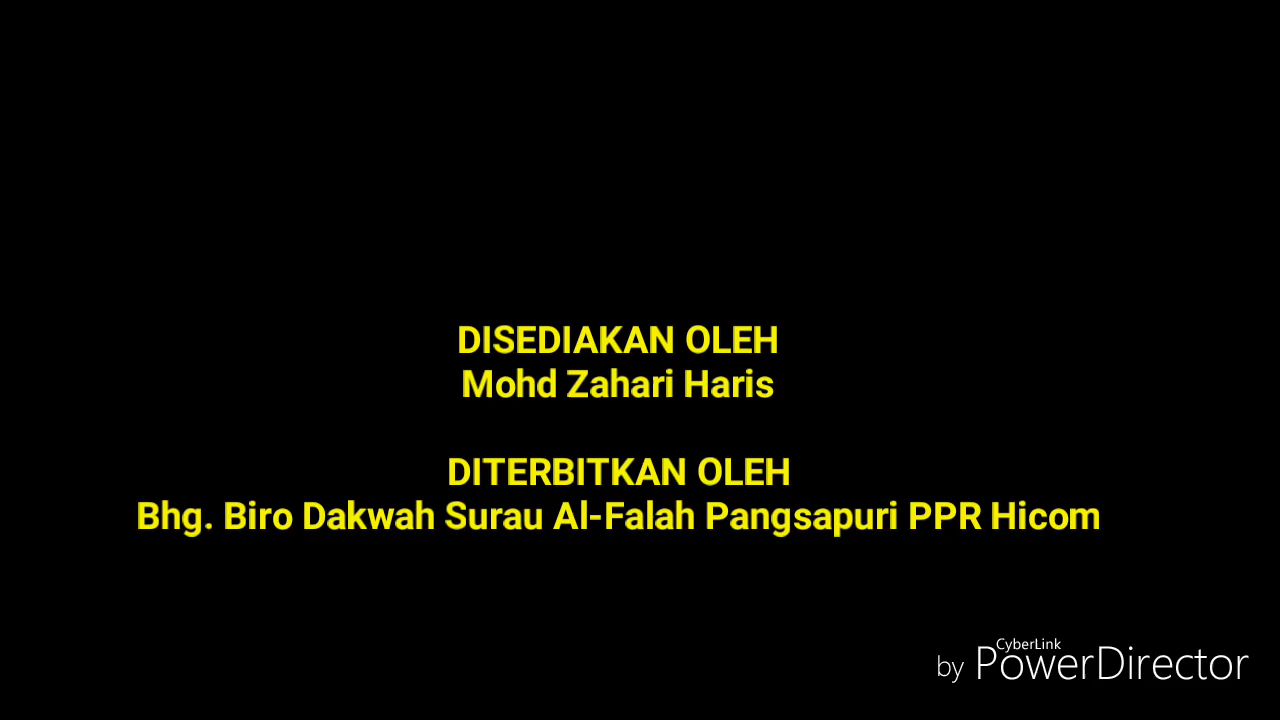 DISEDIAKAN OLEH
Mohd Zahari Haris
DITERBITKAN OLEH
Bhg. Biro Dakwah Surau Al-Falah Pangsapuri PPR Hicom
CyberLink
by PowerDirector